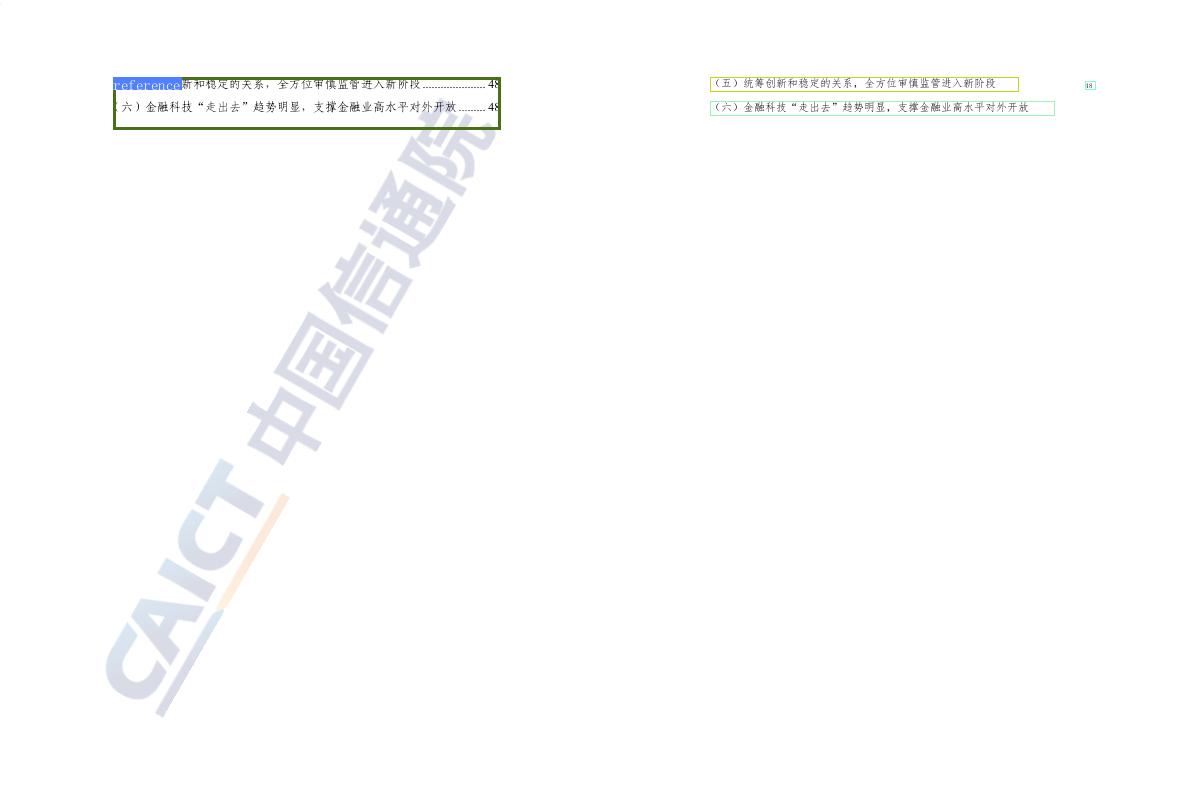 reference新和稳定的关系，全方位审慎监管进入新阶段 ..................... 48
（六）金融科技“走出去”趋势明显，支撑金融业高水平对外开放 ......... 48
CAICT 中国信通院
（五）统筹创新和稳定的关系，全方位审慎监管进入新阶段
18
（六）金融科技“走出去”趋势明显，支撑金融业高水平对外开放